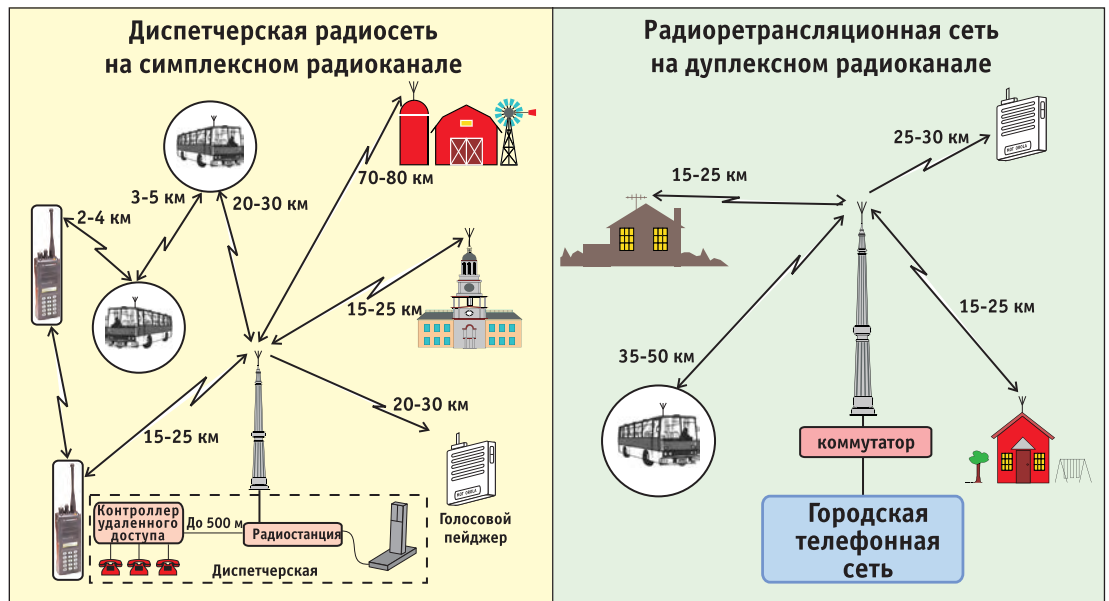 Диспетчерская радиосеть
на симплексном радиоканале
70-80 км
3-5 км
20-30 км
2-4 км
15-25 км
20-30 км
15-25 км
Голосовой
пейджер
Контроллер
удаленного
доступа
До 500 м
Радиостанция
Диспетчерская
Радиоретрансляционная сеть
на дуплексном радиоканале
25-30 км
15-25 км
15-25 км
35-50 км
коммутатор
Городская
телефонная
сеть